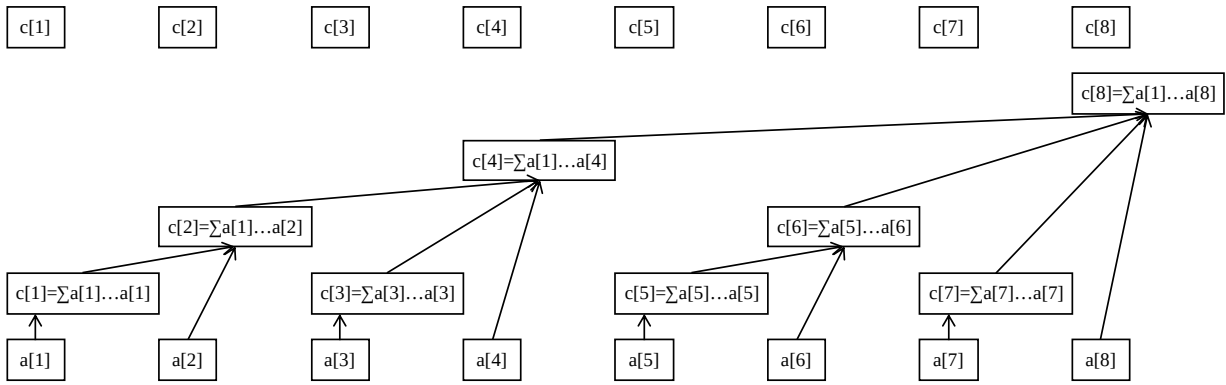 c[1] c[2] c[3] c[4] c[5] c[6] c[7] c[8]
c[8]=∑a[1]…a[8]
c[4]=∑a[1]…a[4]
c[2]=∑a[1]…a[2] c[6]=∑a[5]…a[6]
c[1]=∑a[1]…a[1] c[3]=∑a[3]…a[3] c[5]=∑a[5]…a[5] c[7]=∑a[7]…a[7]
a[1] a[2] a[3] a[4] a[5] a[6] a[7] a[8]